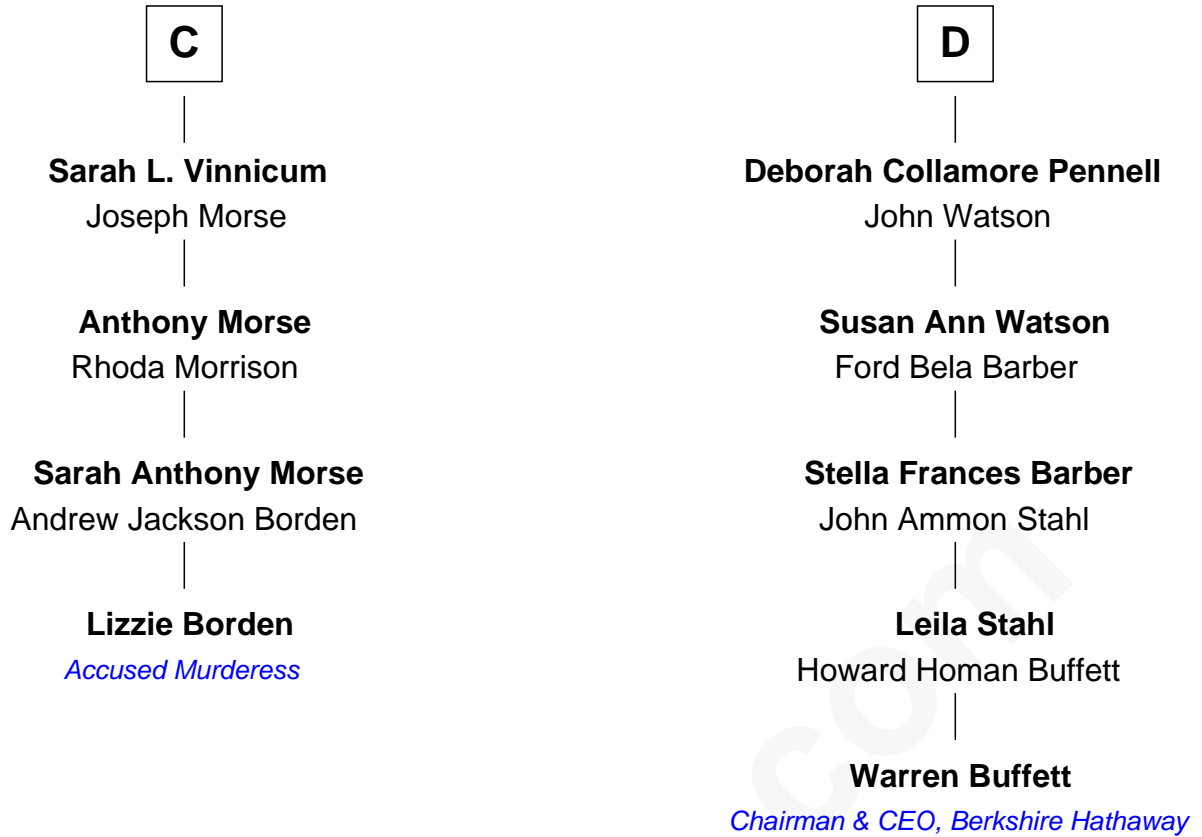 C
Sarah L. Vinnicum
Joseph Morse
Anthony Morse
Rhoda Morrison
Sarah Anthony Morse
Andrew Jackson Borden
Lizzie Borden
Accused Murderess
D
Deborah Collamore Pennell
John Watson
Susan Ann Watson
Ford Bela Barber
Stella Frances Barber
John Ammon Stahl
Leila Stahl
Howard Homan Buffett
Warren Buffett
Chairman & CEO, Berkshire Hathaway
com